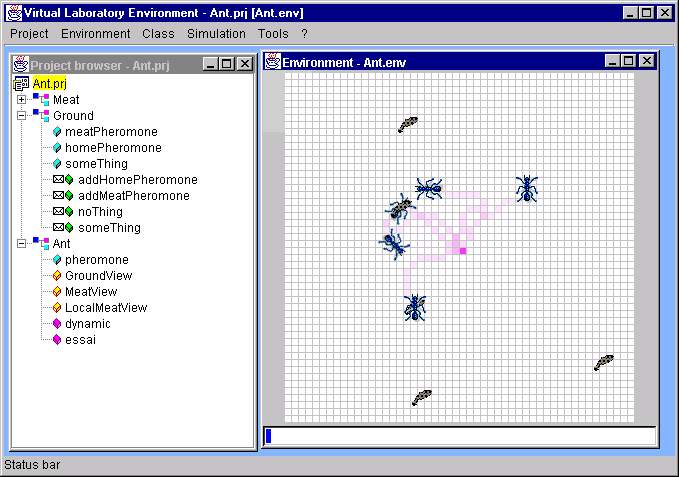 Virtual Laboratory Environment - Ant.prj [Ant.env]
Project Environment Class Simulation Tools ?
Project browser - Ant.prj
Ant.prj
Meat
Ground
meatPheromone
homePheromone
someThing
addHomePheromone
addMeatPheromone
noThing
someThing
Ant
pheromone
GroundView
MeatView
LocalMeatView
dynamic
essai
Environment - Ant.env
Status bar